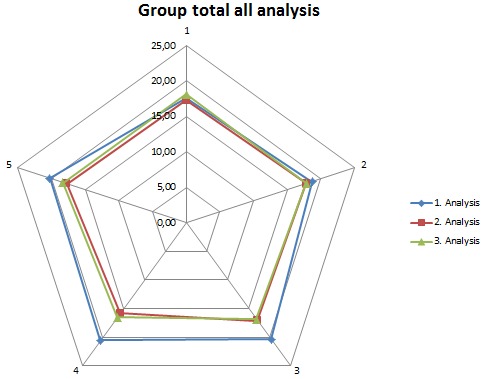 Group total all analysis
1
25,00
20,00
15,00
10,00
5,00
0,00
5
2
4
3
1. Analysis
2. Analysis
3. Analysis